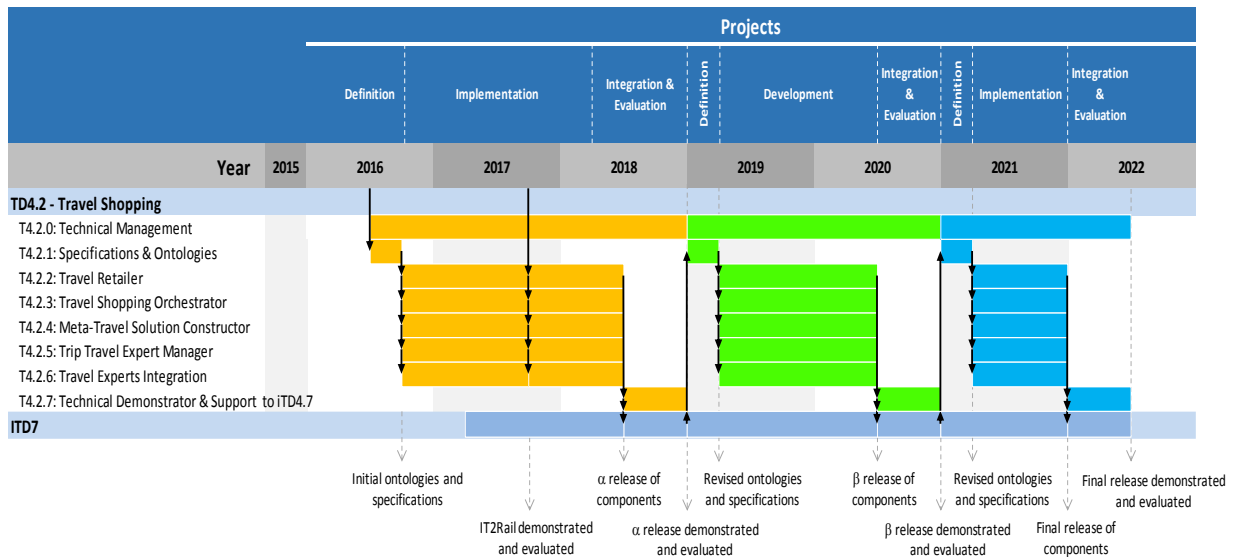 Projects
Definition
Implementation
Integration &
Evaluation
Definition
Development
Integration
&
Evaluation
Definition
Implementation
Integration
&
Evaluation
Year
2015
2016
2017
2018
2019
2020
2021
2022
TD4.2 - Travel Shopping
T4.2.0: Technical Management
T4.2.1: Specifications & Ontologies
T4.2.2: Travel Retailer
T4.2.3: Travel Shopping Orchestrator
T4.2.4: Meta-Travel Solution Constructor
T4.2.5: Trip Travel Expert Manager
T4.2.6: Travel Experts Integration
T4.2.7: Technical Demonstrator & Support to iTD4.7
ITD7
Initial ontologies and
specifications
α release of
components
Revised ontologies
and specifications
β release of
components
Revised ontologies
and specifications
Final release demonstrated
and evaluated
IT2Rail demonstrated
and evaluated
α release demonstrated
and evaluated
β release demonstrated
and evaluated
Final release of
components